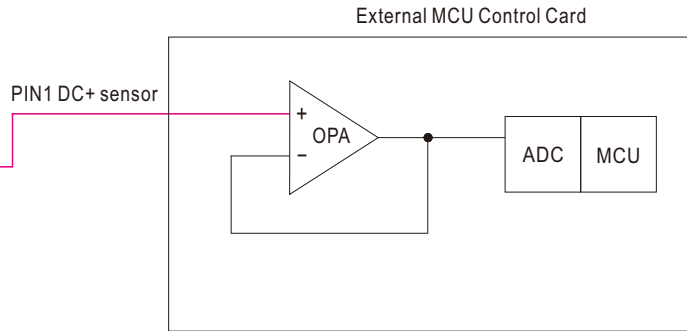 External MCU Control Card
PIN1 DC+ sensor
+
OPA
−
ADC
MCU